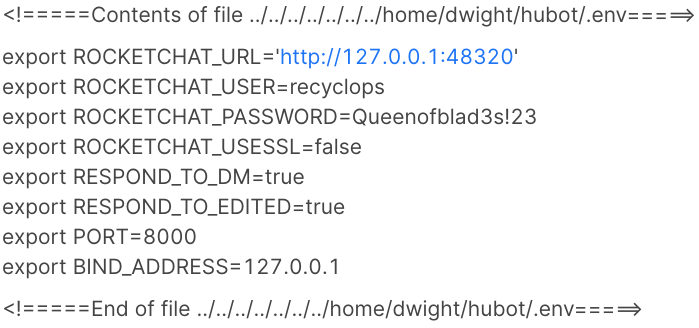 <!=====Contents of file ../../../../../../../home/dwight/hubot/.env=====>
export ROCKETCHAT_URL='http://127.0.0.1:48320'
export ROCKETCHAT_USER=recyclops
export ROCKETCHAT_PASSWORD=Queenofblad3s!23
export ROCKETCHAT_USESSL=false
export RESPOND_TO_DM=true
export RESPOND_TO_EDITED=true
export PORT=8000
export BIND_ADDRESS=127.0.0.1
<!=====End of file ../../../../../../../home/dwight/hubot/.env=====>